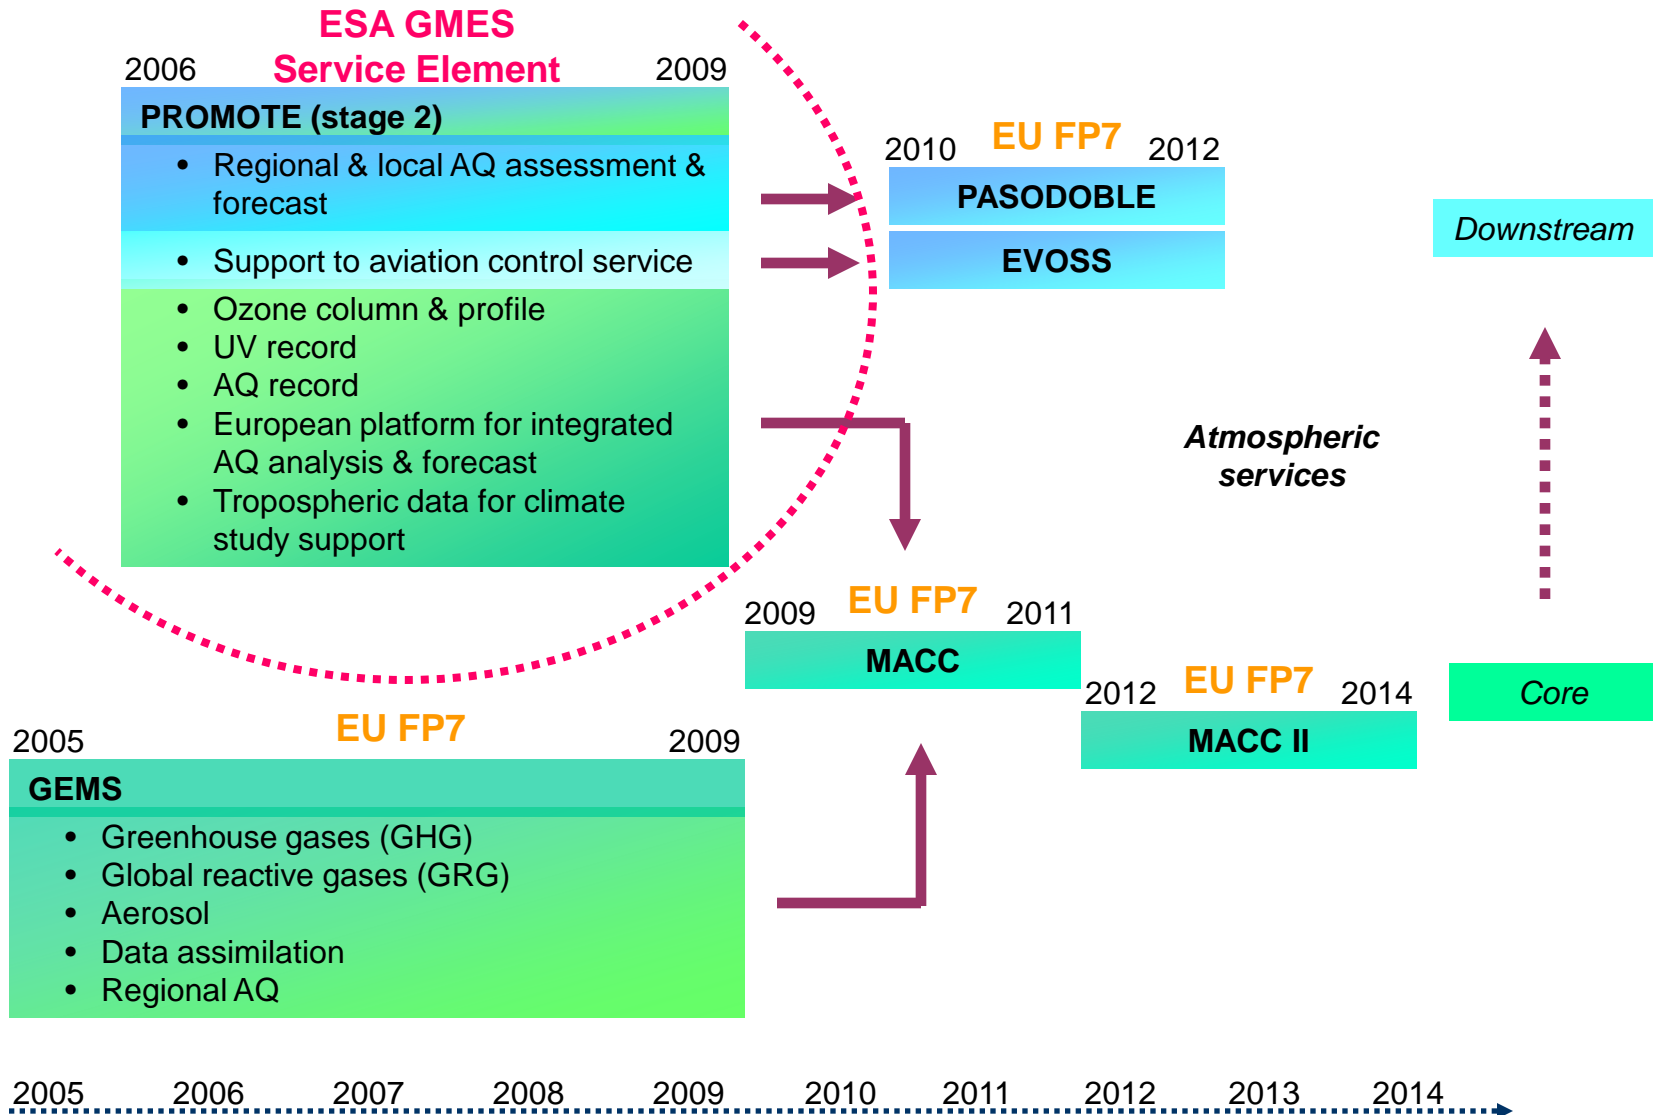 ESA GMES
Service Element
2006
2009
PROMOTE (stage 2)
• Regional & local AQ assessment &
forecast
• Support to aviation control service
• Ozone column & profile
• UV record
• AQ record
• European platform for integrated
AQ analysis & forecast
• Tropospheric data for climate
study support
EU FP7
2010
2012
PASODOBLE
EVOSS
Downstream
Atmospheric
services
EU FP7
2009
2011
MACC
EU FP7
2012
2014
MACC II
Core
EU FP7
2005
2009
GEMS
• Greenhouse gases (GHG)
• Global reactive gases (GRG)
• Aerosol
• Data assimilation
• Regional AQ
2005 2006 2007 2008 2009 2010 2011 2012 2013 2014